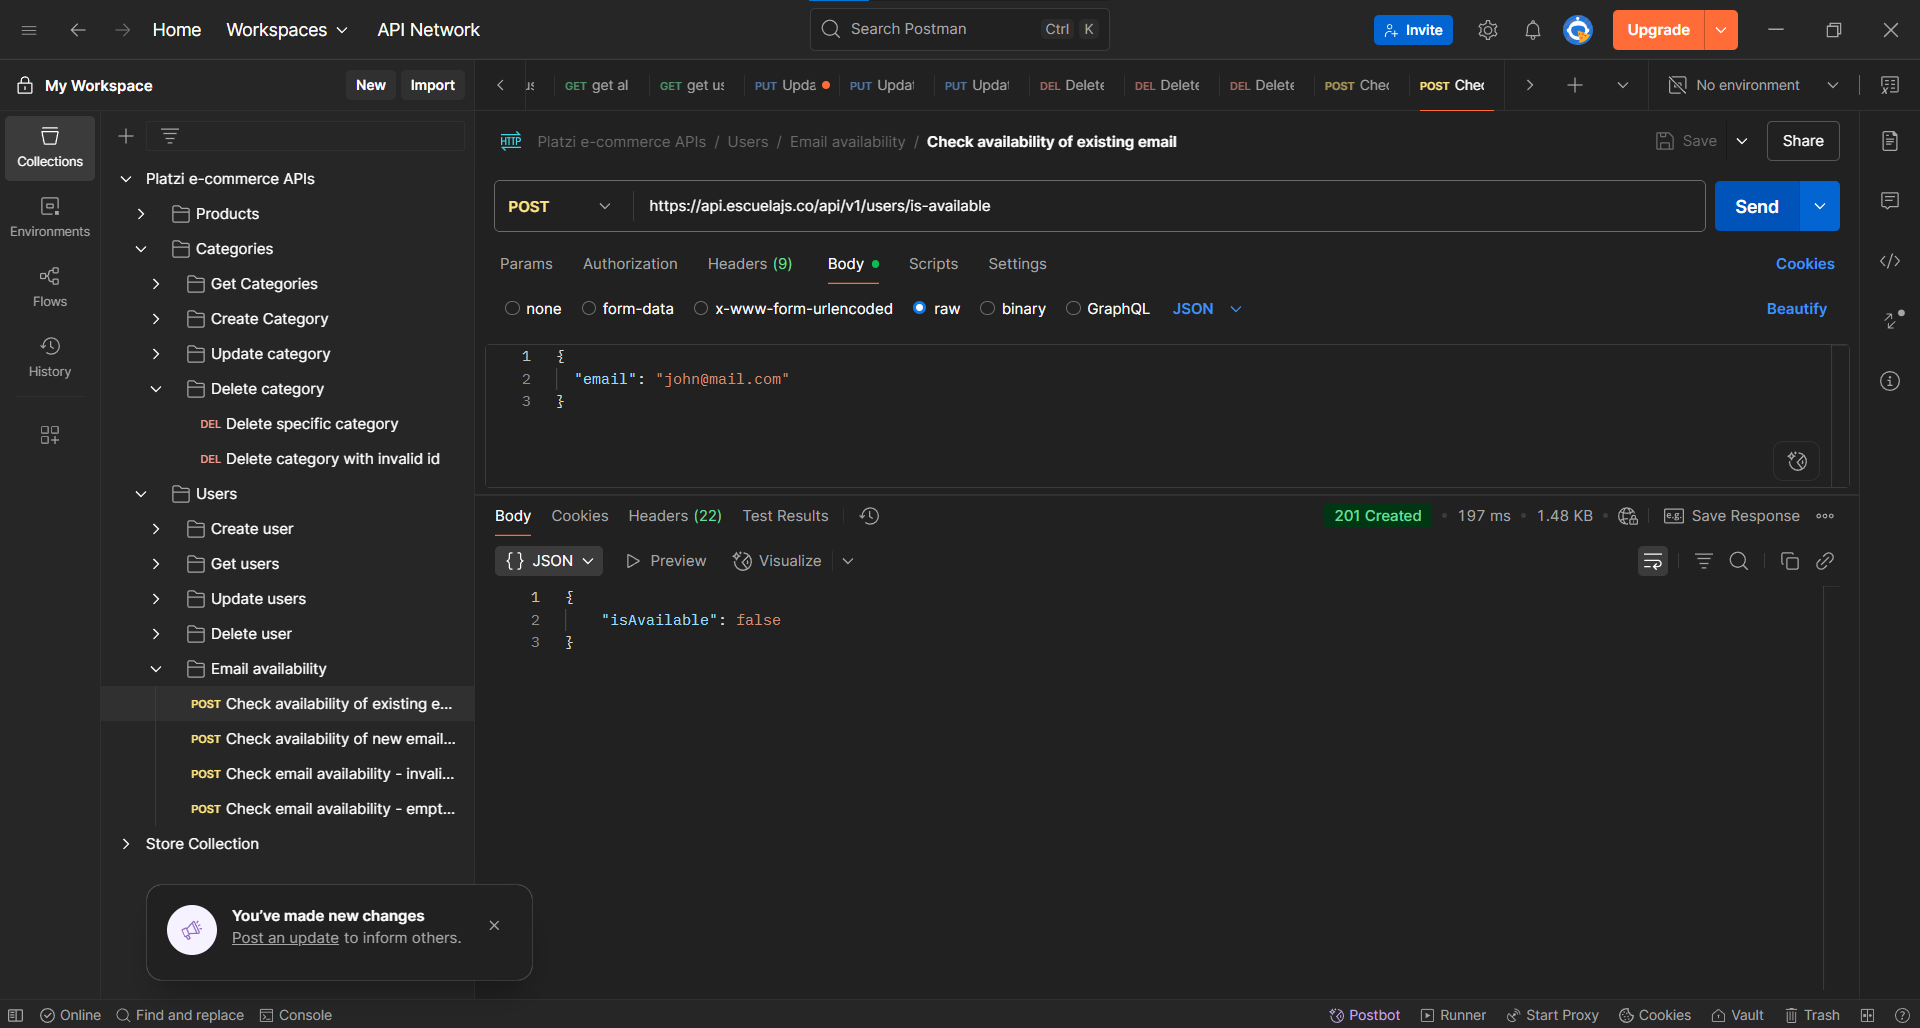 Home
Workspaces
API Network
Search Postman
Ctrl
K
Invite
Upgrade
My Workspace
New
Import
GET get al
GET get us
PUT Upda
PUT Updat
PUT Updat
DEL Delete
DEL Delete
DEL Delete
POST Chec
POST Chec
No environment
Collections
Environments
Flows
History
Platzi e-commerce APIs
Products
Categories
Get Categories
Create Category
Update category
Delete category
DEL Delete specific category
DEL Delete category with invalid id
Users
Create user
Get users
Update users
Delete user
Email availability
POST Check availability of existing e...
POST Check availability of new email...
POST Check email availability - invali...
POST Check email availability - empt...
Store Collection
HTTP Platzi e-commerce APIs / Users / Email availability / Check availability of existing email
Save
Share
POST
https://api.escuelajs.co/api/v1/users/is-available
Send
Params
Authorization
Headers (9)
Body
Scripts
Settings
Cookies
none
form-data
x-www-form-urlencoded
raw
binary
GraphQL
JSON
Beautify
1 {
2 "email": "john@mail.com"
3 }
Body
Cookies
Headers (22)
Test Results
201 Created
197 ms
1.48 KB
e.g. Save Response
{} JSON
Preview
Visualize
1 {
2 "isAvailable": false
3 }
You've made new changes
Post an update to inform others.
Online
Find and replace
Console
Postbot
Runner
Start Proxy
Cookies
Vault
Trash